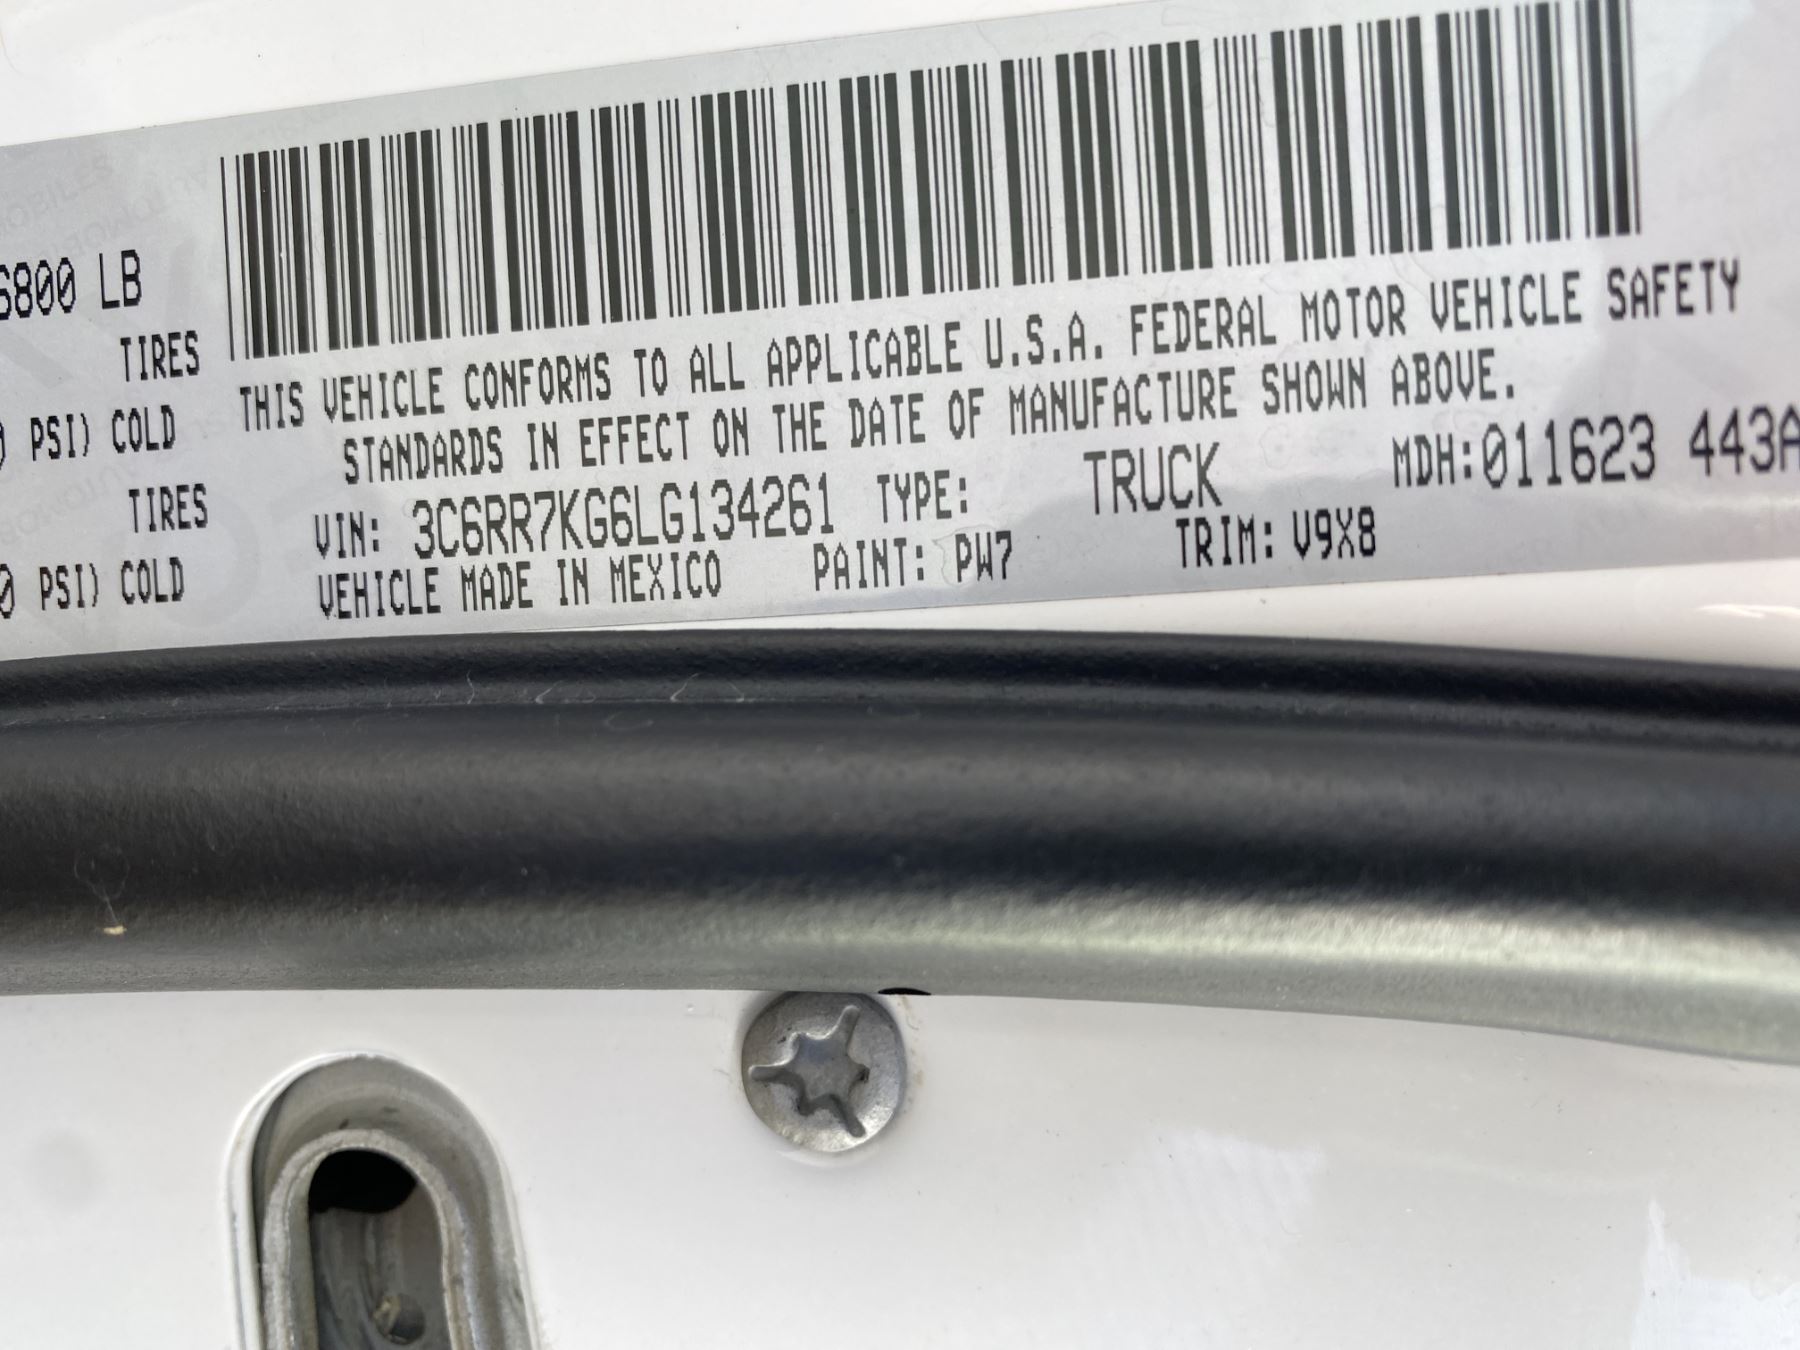 6800 LB
TIRES
PSI) COLD
TIRES
PSI) COLD
THIS VEHICLE CONFORMS TO ALL APPLICABLE U.S.A. FEDERAL MOTOR VEHICLE SAFETY
STANDARDS IN EFFECT ON THE DATE OF MANUFACTURE SHOWN ABOVE.
VIN: 3C6RR7KG6LG134261 TYPE: TRUCK MDH:011623 443A
VEHICLE MADE IN MEXICO PAINT: PW7 TRIM: V9X8